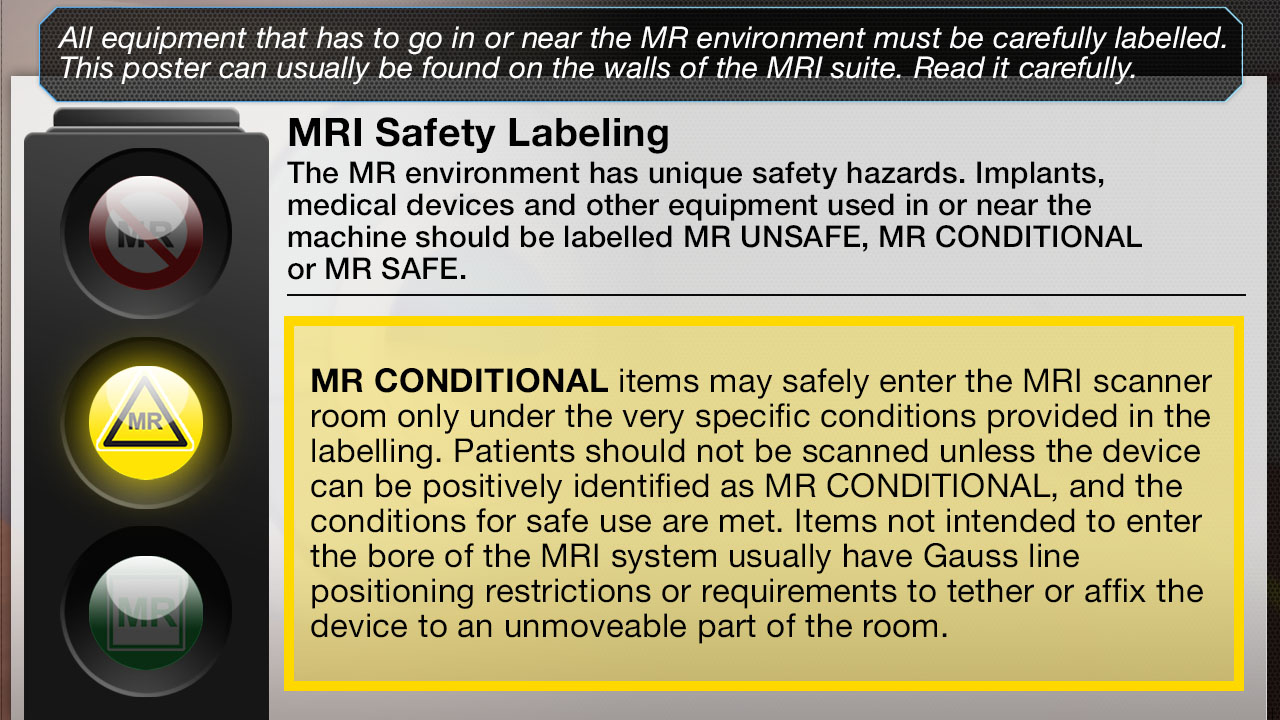 All equipment that has to go in or near the MR environment must be carefully labelled.
This poster can usually be found on the walls of the MRI suite. Read it carefully.
MRI Safety Labeling
The MR environment has unique safety hazards. Implants,
medical devices and other equipment used in or near the
machine should be labelled MR UNSAFE, MR CONDITIONAL
or MR SAFE.
MR
MR CONDITIONAL items may safely enter the MRI scanner
room only under the very specific conditions provided in the
labelling. Patients should not be scanned unless the device
can be positively identified as MR CONDITIONAL, and the
conditions for safe use are met. Items not intended to enter
the bore of the MRI system usually have Gauss line
positioning restrictions or requirements to tether or affix the
device to an unmoveable part of the room.
MR
MR